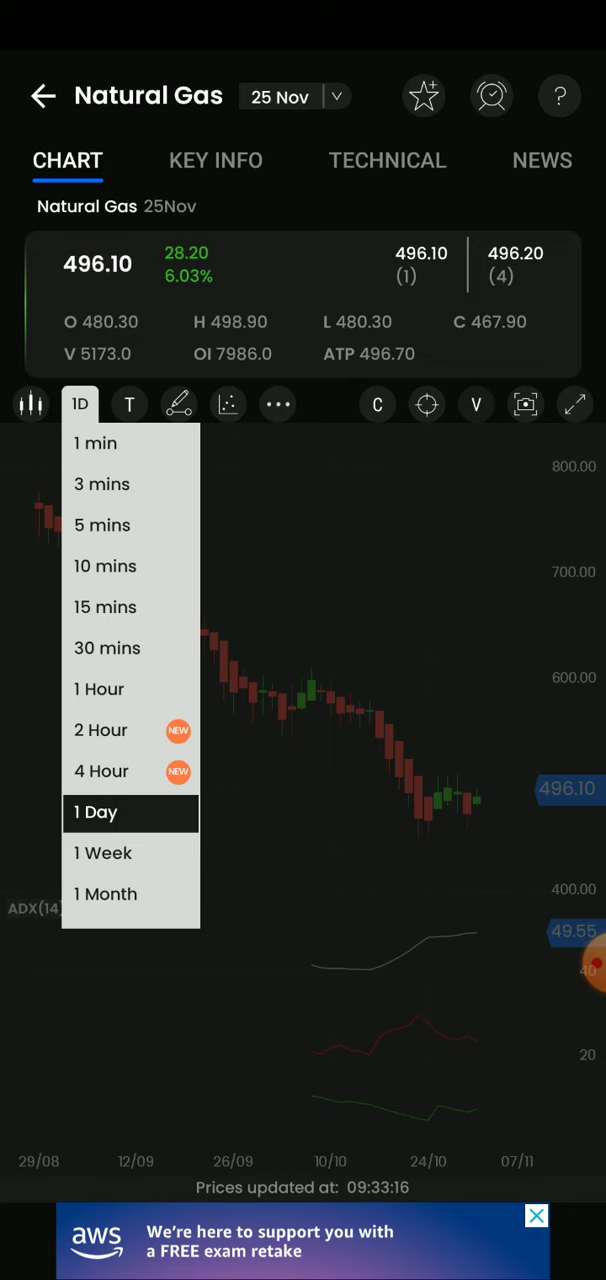 Natural Gas 25 Nov ?
CHART KEY INFO TECHNICAL NEWS
Natural Gas 25Nov
496.10 28.20 496.10 496.20
6.03% (1) (4)
O 480.30 H 498.90 L 480.30 C 467.90
V 5173.0 OI 7986.0 ATP 496.70
1D T C V
1 min
3 mins
5 mins
10 mins
15 mins
30 mins
1 Hour
2 Hour NEW
4 Hour NEW
1 Day
1 Week
1 Month
800.00
700.00
600.00
496.10
400.00
ADX(14)
49.55
40
20
29/08 12/09 26/09 10/10 24/10 07/11
Prices updated at: 09:33:16
aws
We're here to support you with
a FREE exam retake